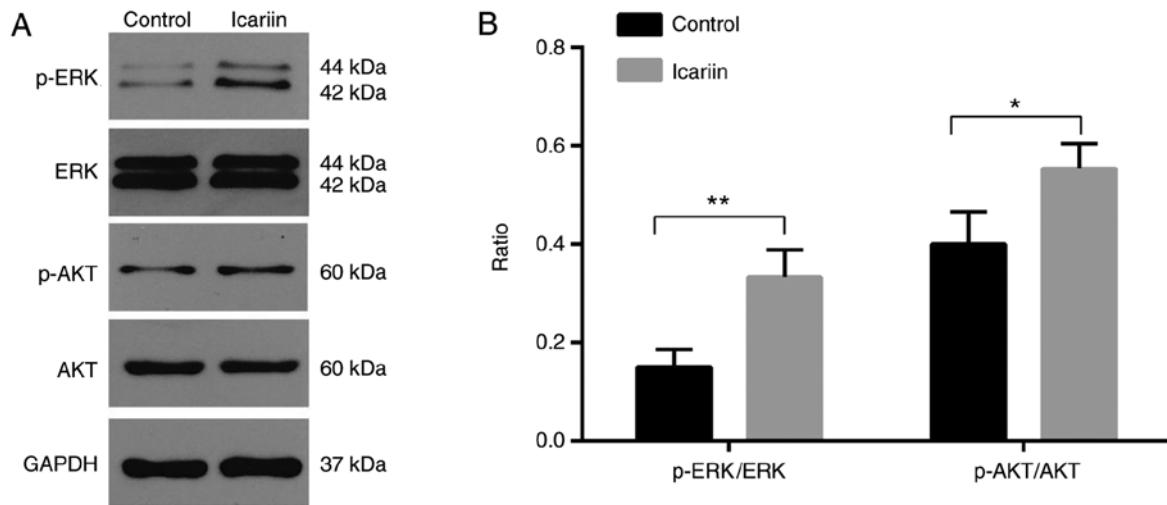 A
Control Icariin
p-ERK
44 kDa
42 kDa
ERK
44 kDa
42 kDa
p-AKT
60 kDa
AKT
60 kDa
GAPDH
37 kDa
B
Control
Icariin
Ratio
0.8
0.6
0.4
0.2
0.0
**
*
p-ERK/ERK
p-AKT/AKT